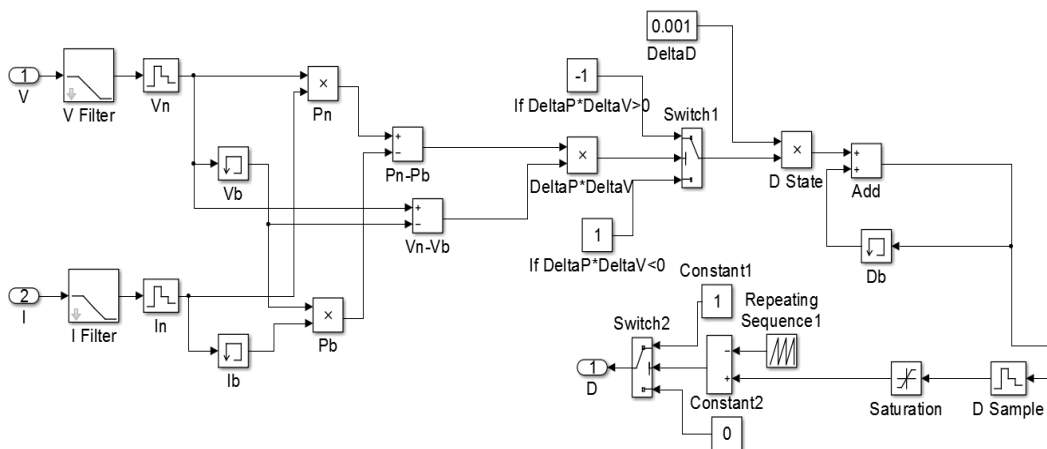 0.001
DeltaD
1
V
V Filter
Vn
×
Pn
-1
If DeltaP*DeltaV>0
Switch1
+
−
Pn-Pb
×
DeltaP*DeltaV
×
D State
+
+
Add
Vb
+
−
Vn-Vb
1
If DeltaP*DeltaV<0
Db
2
I
I Filter
In
Ib
×
Pb
Constant1
1
Repeating
Sequence1
Switch2
1
D
−
+
Constant2
0
Saturation
D Sample